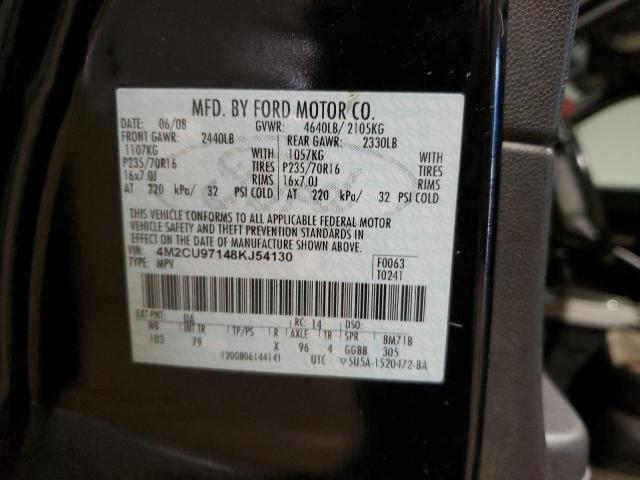 MFD. BY FORD MOTOR CO.
DATE: 06/08 GVWR: 4640LB/ 2105KG
FRONT GAWR: 2440LB REAR GAWR: 2330LB
1107KG WITH 1057KG WITH
P235/70R16 TIRES P235/70R16 TIRES
16x7.0J RIMS 16x7.0J RIMS
AT 220 kPa/ 32 PSI COLD AT 220 kPa/ 32 PSI COLD
THIS VEHICLE CONFORMS TO ALL APPLICABLE FEDERAL MOTOR
VEHICLE SAFETY AND THEFT PREVENTION STANDARDS IN
EFFECT ON THE DATE OF MANUFACTURE SHOWN ABOVE.
VIN: 4M2CU97148KJ54130 F0063
TYPE: MPV T0241
EXT PNT: UA RC: 14 DSO:
WB INT TR TP/PS R AXLE TR SPR 8M71B
103 79 X 96 4 GGBB 305
1200806144141 UTC ▽5U5A-1520472-BA